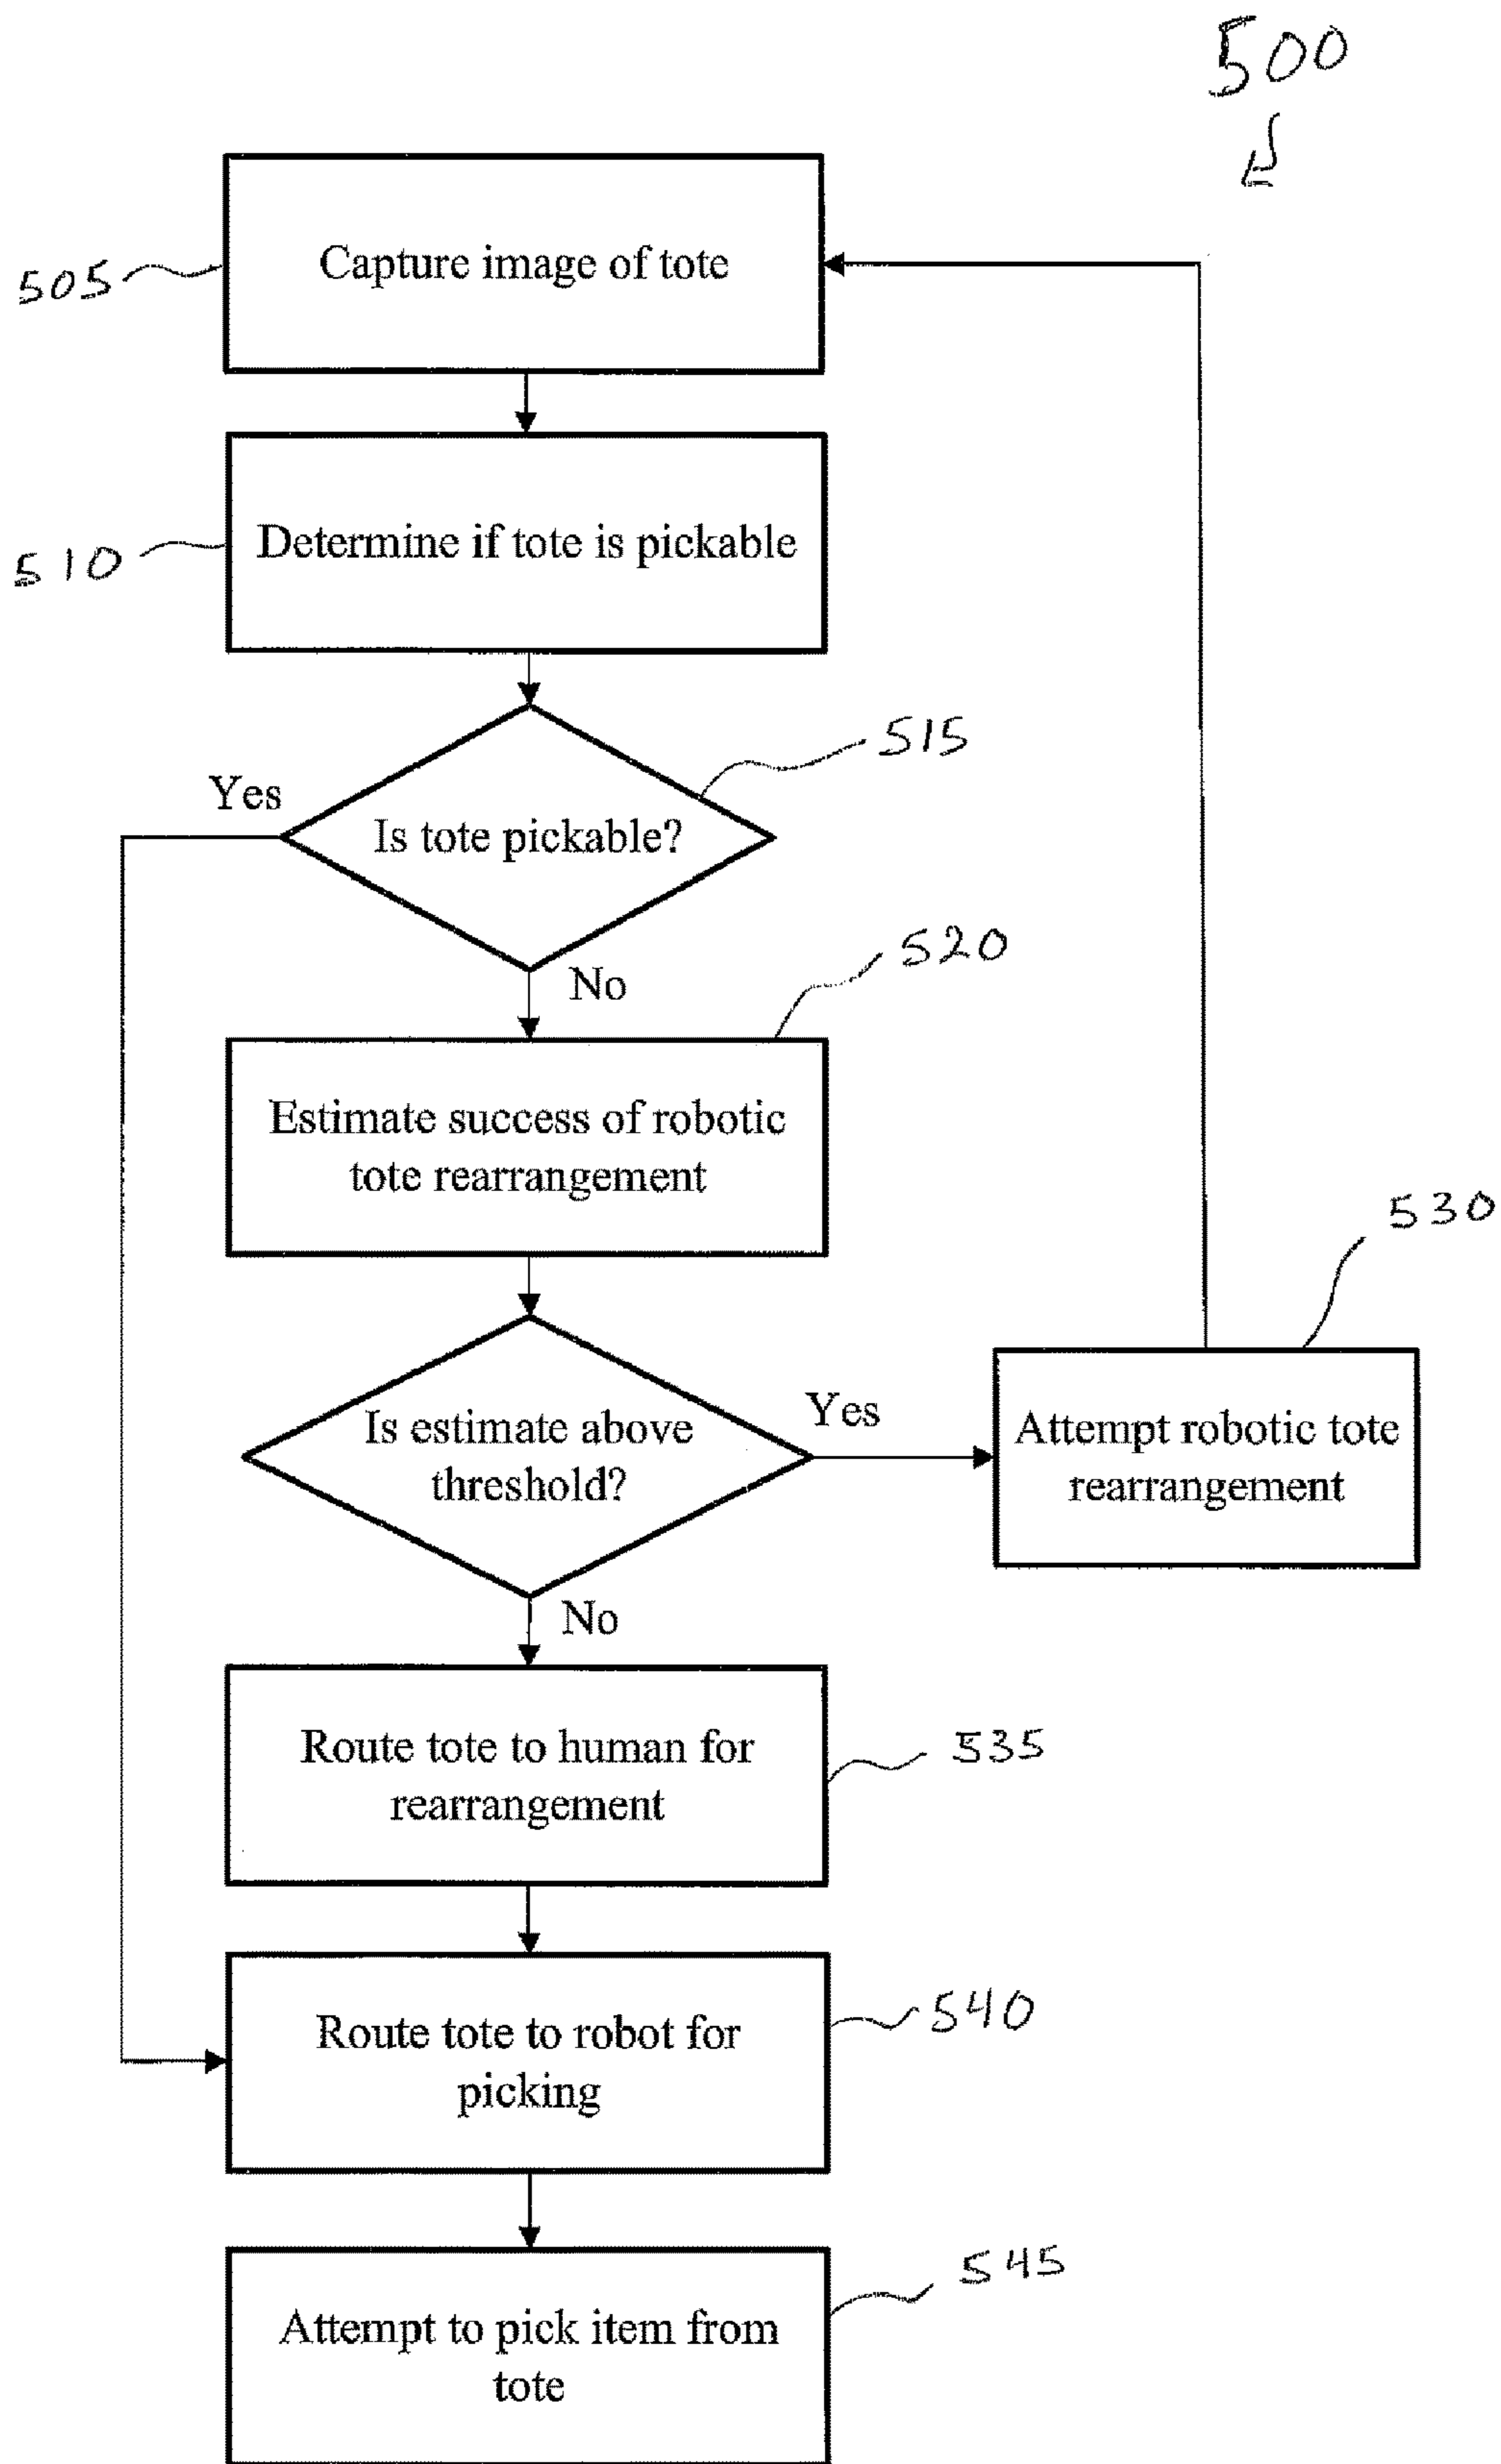 500
Capture image of tote
505
Determine if tote is pickable
510
515
Yes
Is tote pickable?
520
No
Estimate success of robotic
tote rearrangement
530
Is estimate above
threshold?
Yes
Attempt robotic tote
rearrangement
No
Route tote to human for
rearrangement
535
Route tote to robot for
picking
540
545
Attempt to pick item from
tote